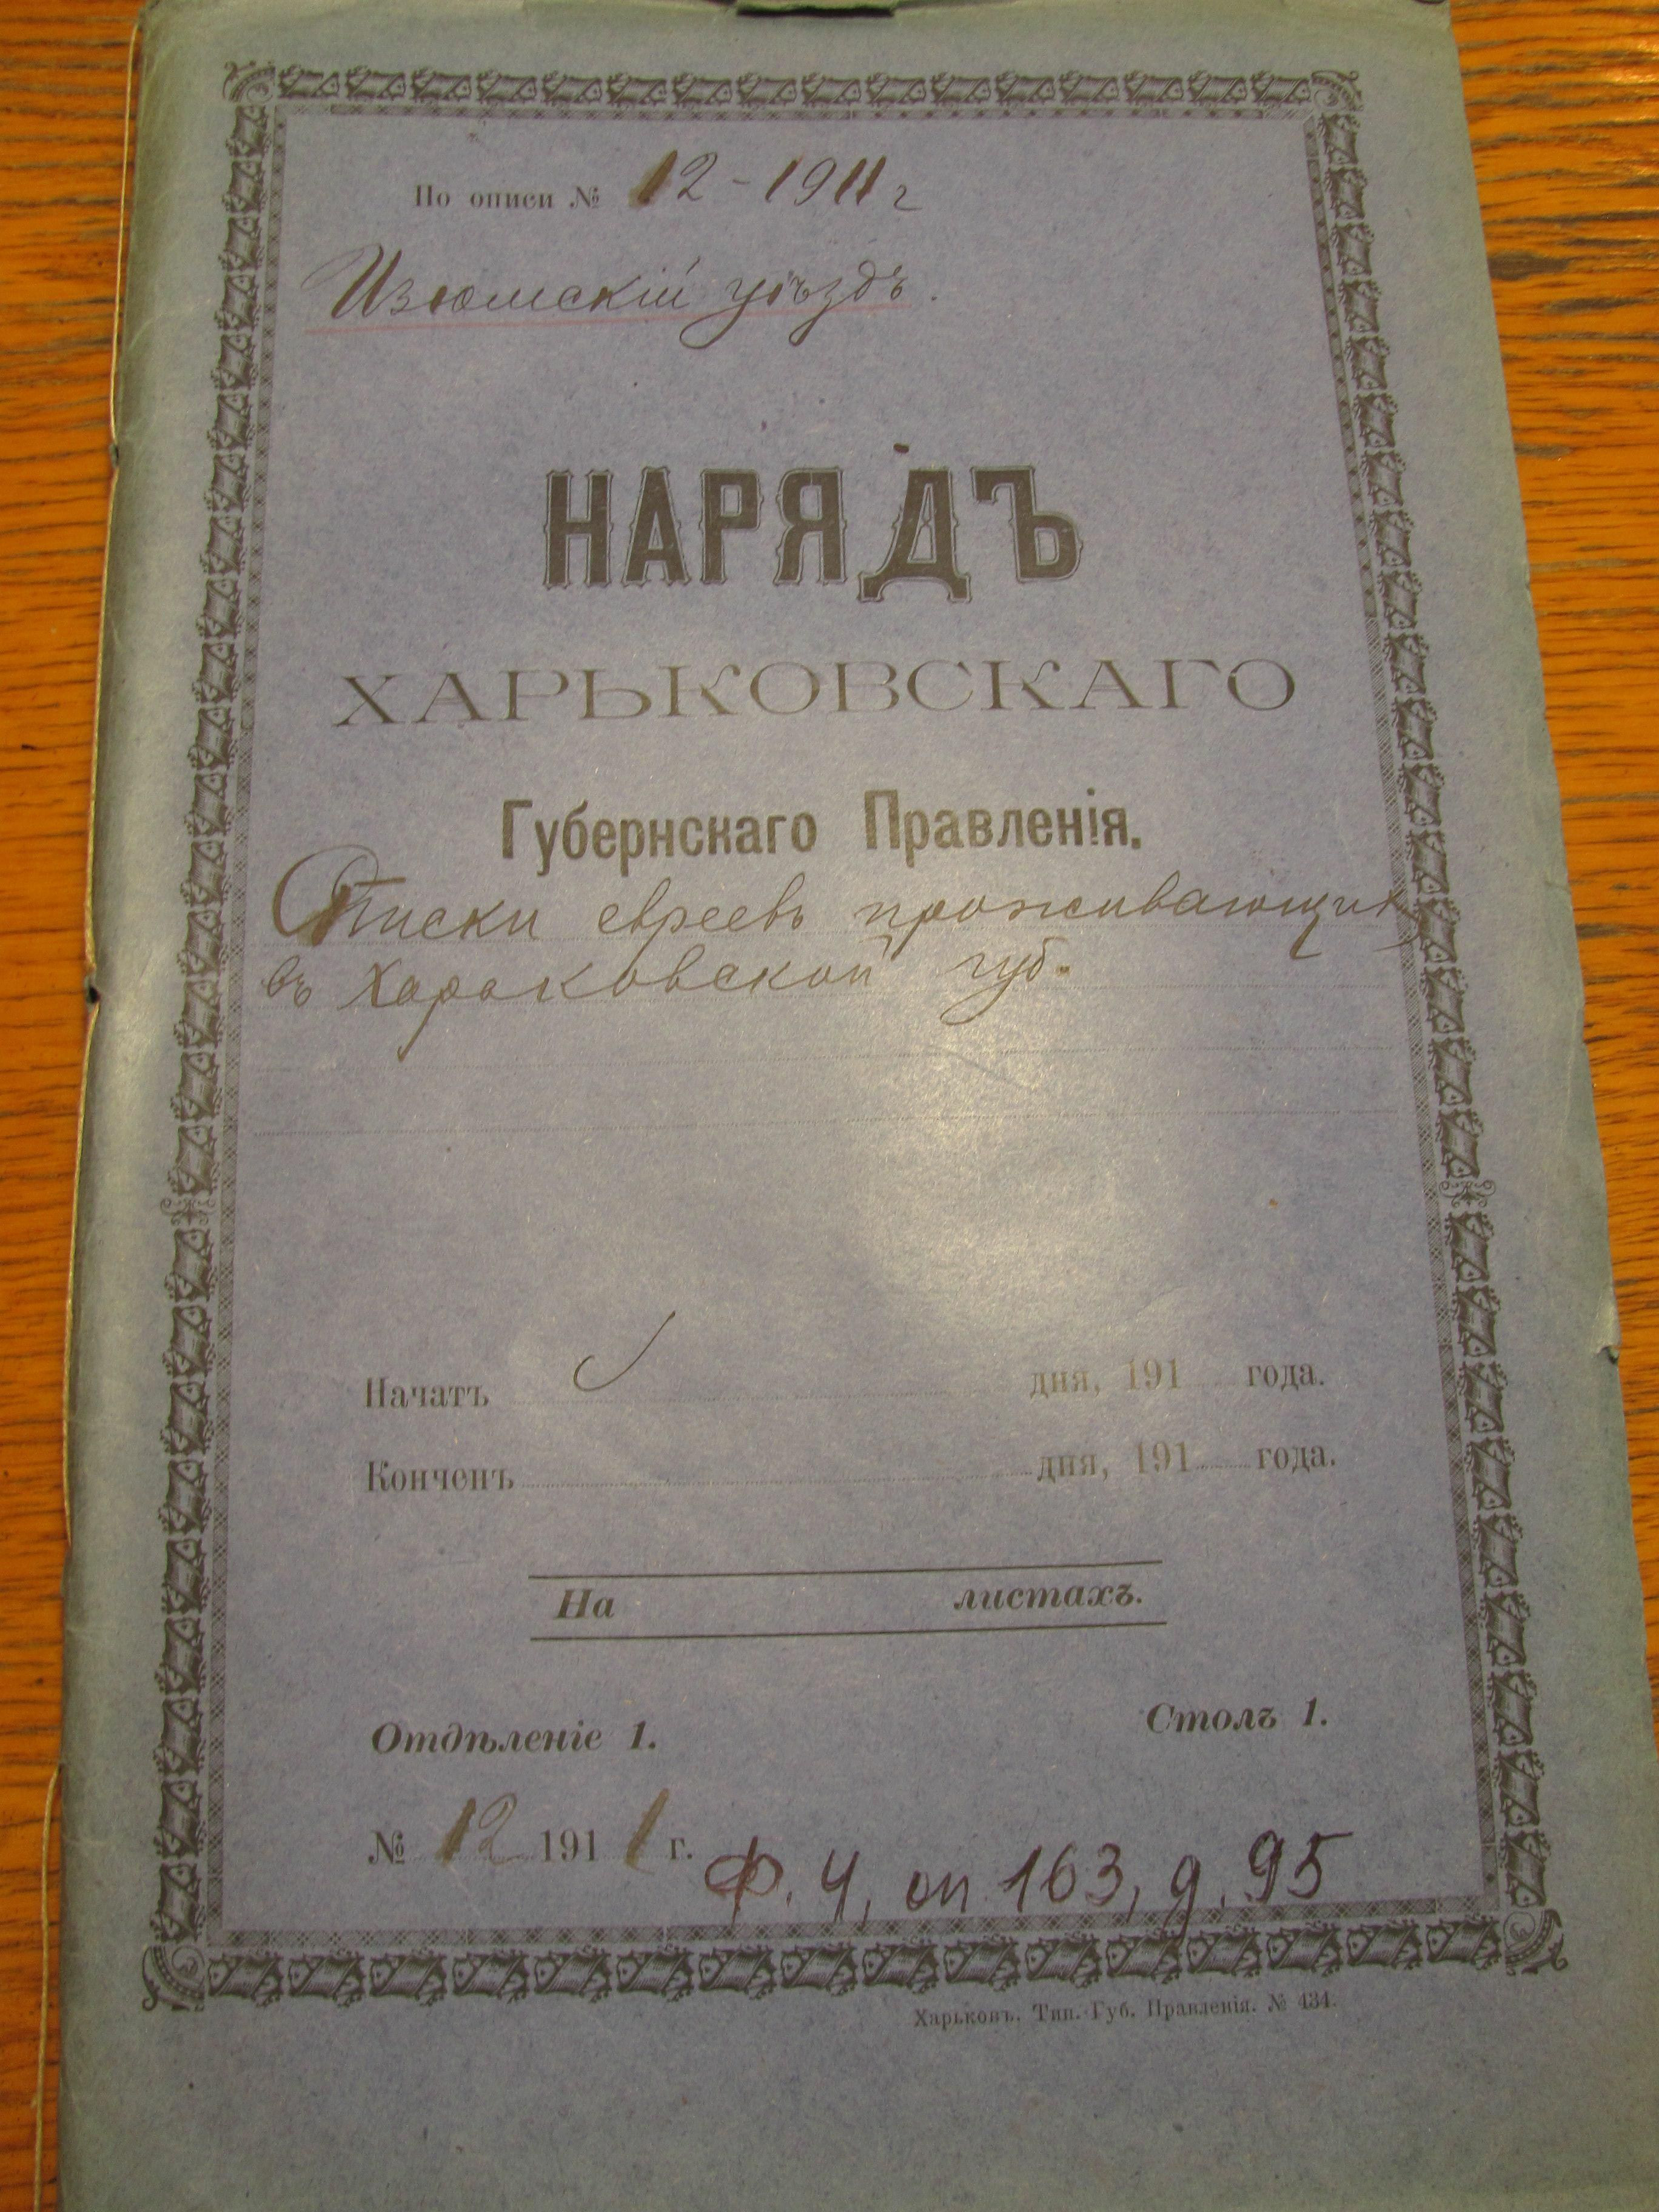 По описи № 12-1911 г
Изюмскій уѣздъ.
НАРЯДЪ
ХАРЬКОВСКАГО
Губернскаго Правленія.
Списки евреевъ проживающих
въ Харьковской губ.
Начатъ дня, 191 года.
Конченъ дня, 191 года.
На листахъ.
Отдѣленіе 1. Столъ 1.
№ 12 1911 г.
Ф. 4, оп 163, д. 95
Харьковъ. Тип. Губ. Правленія. № 434.